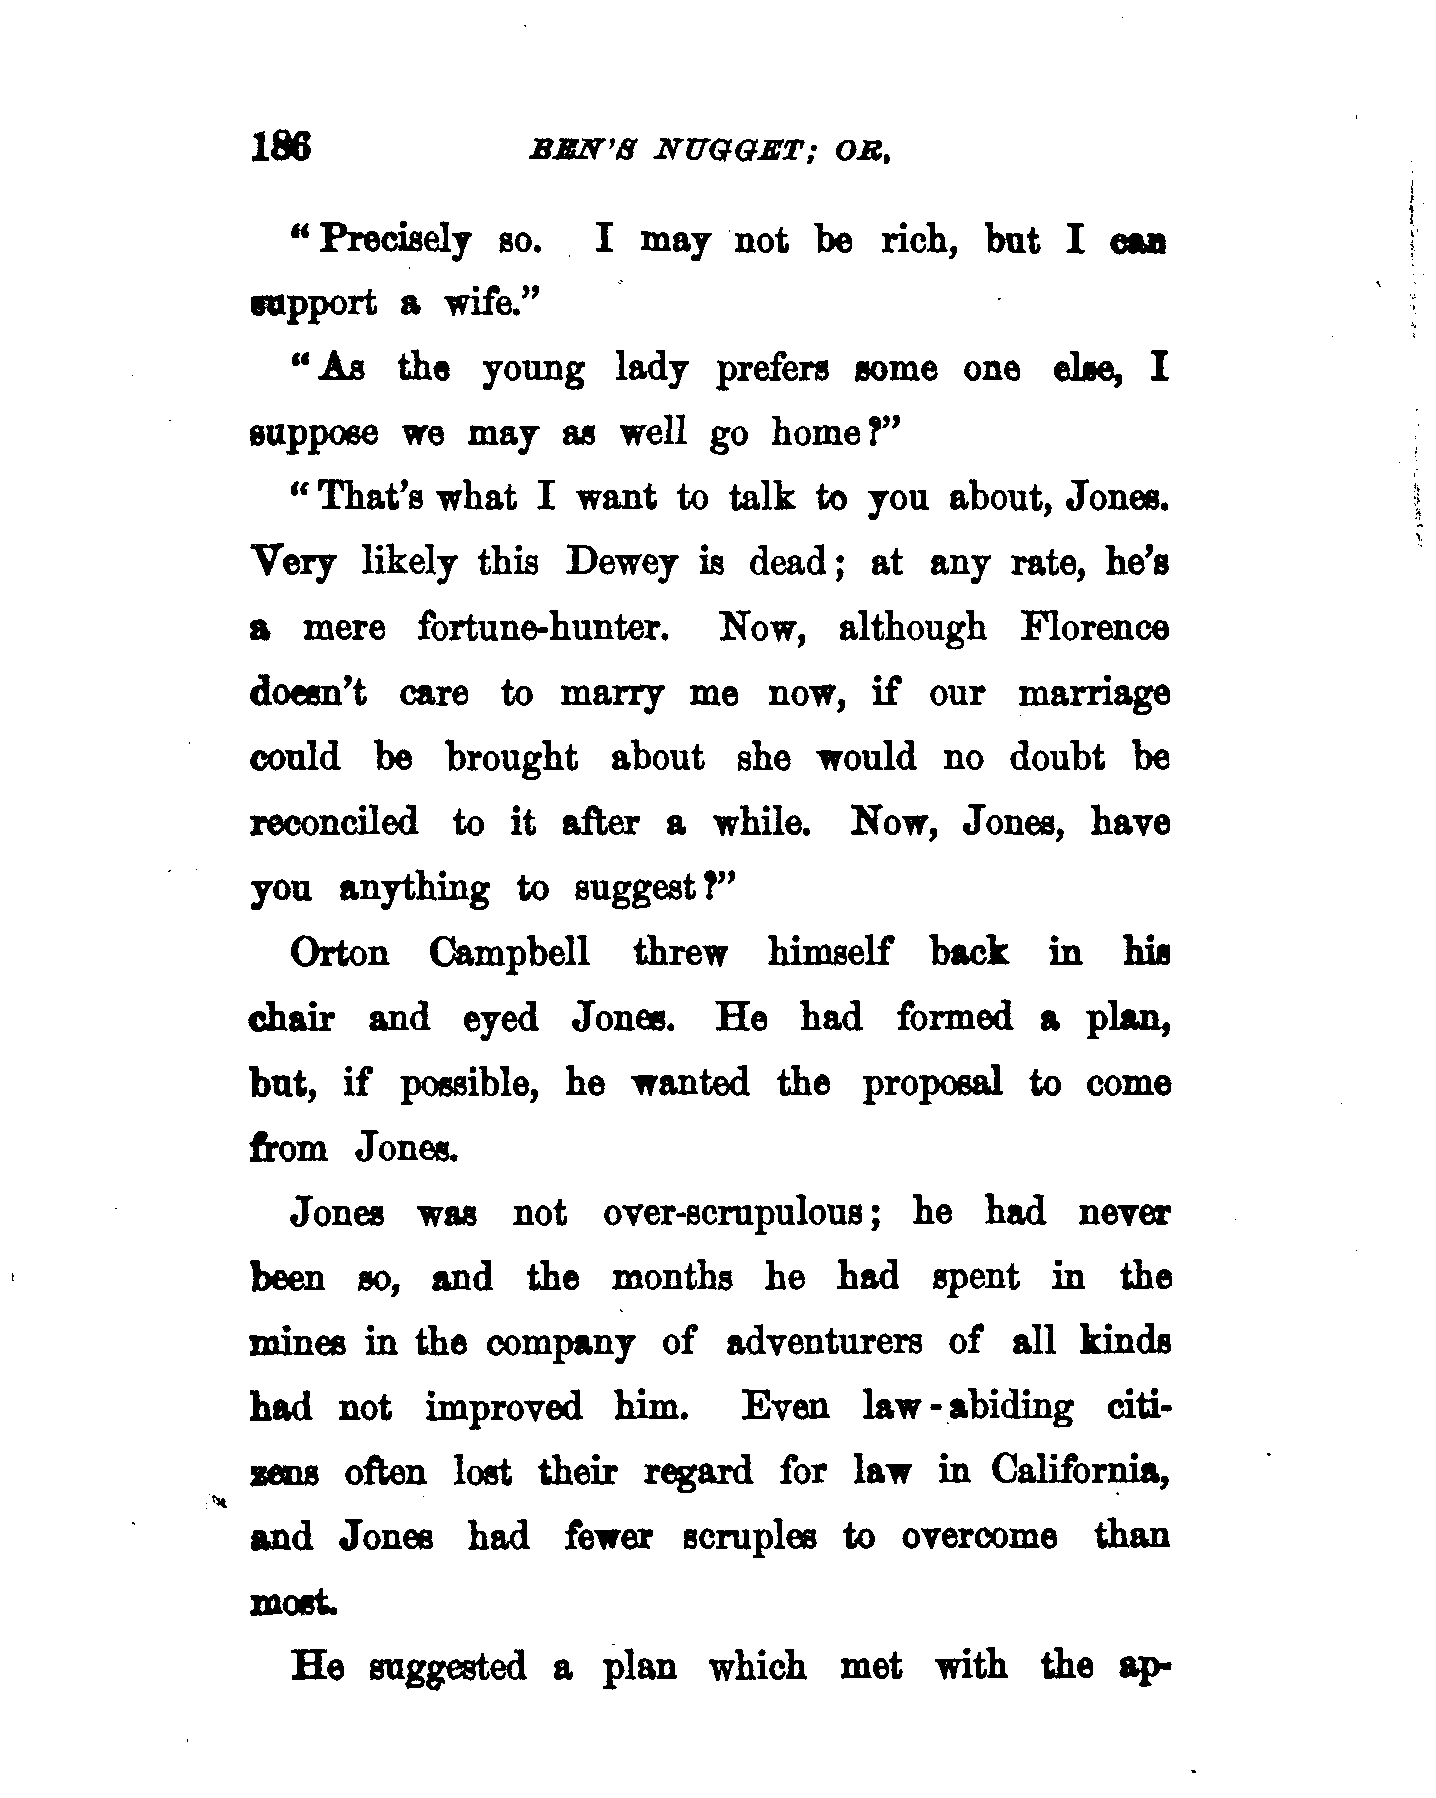 186 BEN'S NUGGET; OR,
"Precisely so. I may not be rich, but I can
support a wife."
"As the young lady prefers some one else, I
suppose we may as well go home?"
"That's what I want to talk to you about, Jones.
Very likely this Dewey is dead; at any rate, he's
a mere fortune-hunter. Now, although Florence
doesn't care to marry me now, if our marriage
could be brought about she would no doubt be
reconciled to it after a while. Now, Jones, have
you anything to suggest?"
Orton Campbell threw himself back in his
chair and eyed Jones. He had formed a plan,
but, if possible, he wanted the proposal to come
from Jones.
Jones was not over-scrupulous; he had never
been so, and the months he had spent in the
mines in the company of adventurers of all kinds
had not improved him. Even law-abiding citi-
zens often lost their regard for law in California,
and Jones had fewer scruples to overcome than
most.
He suggested a plan which met with the ap-